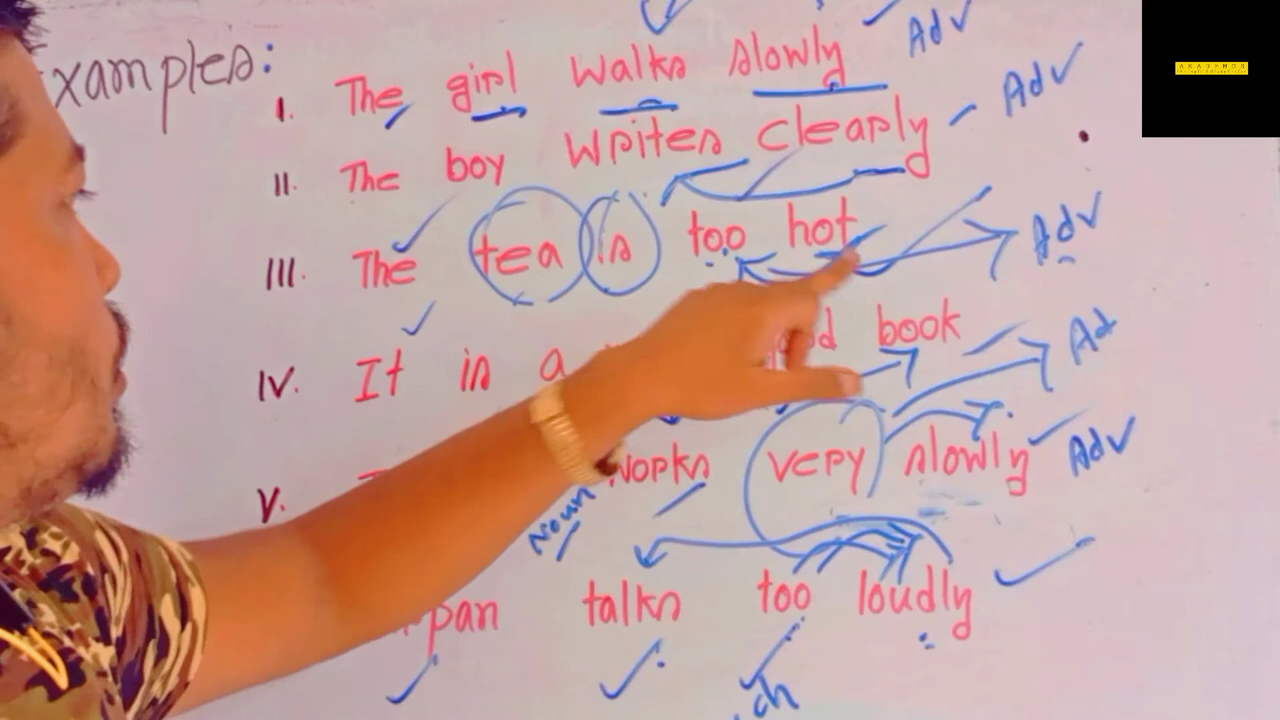 Examples:
I. The girl walks slowly Adv
II. The boy writes clearly Adv
III. The tea is too hot Adv
IV. It is a book Ad
V. works very slowly Adv
Noun
talks too loudly
AKADEMOS